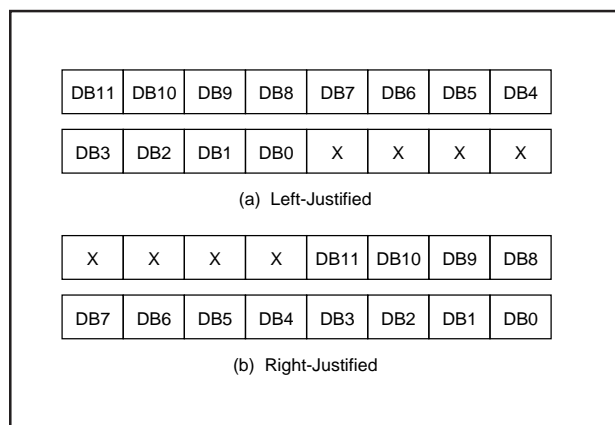 DB11 DB10 DB9 DB8 DB7 DB6 DB5 DB4
DB3 DB2 DB1 DB0 X X X X
(a) Left-Justified
X X X X DB11 DB10 DB9 DB8
DB7 DB6 DB5 DB4 DB3 DB2 DB1 DB0
(b) Right-Justified